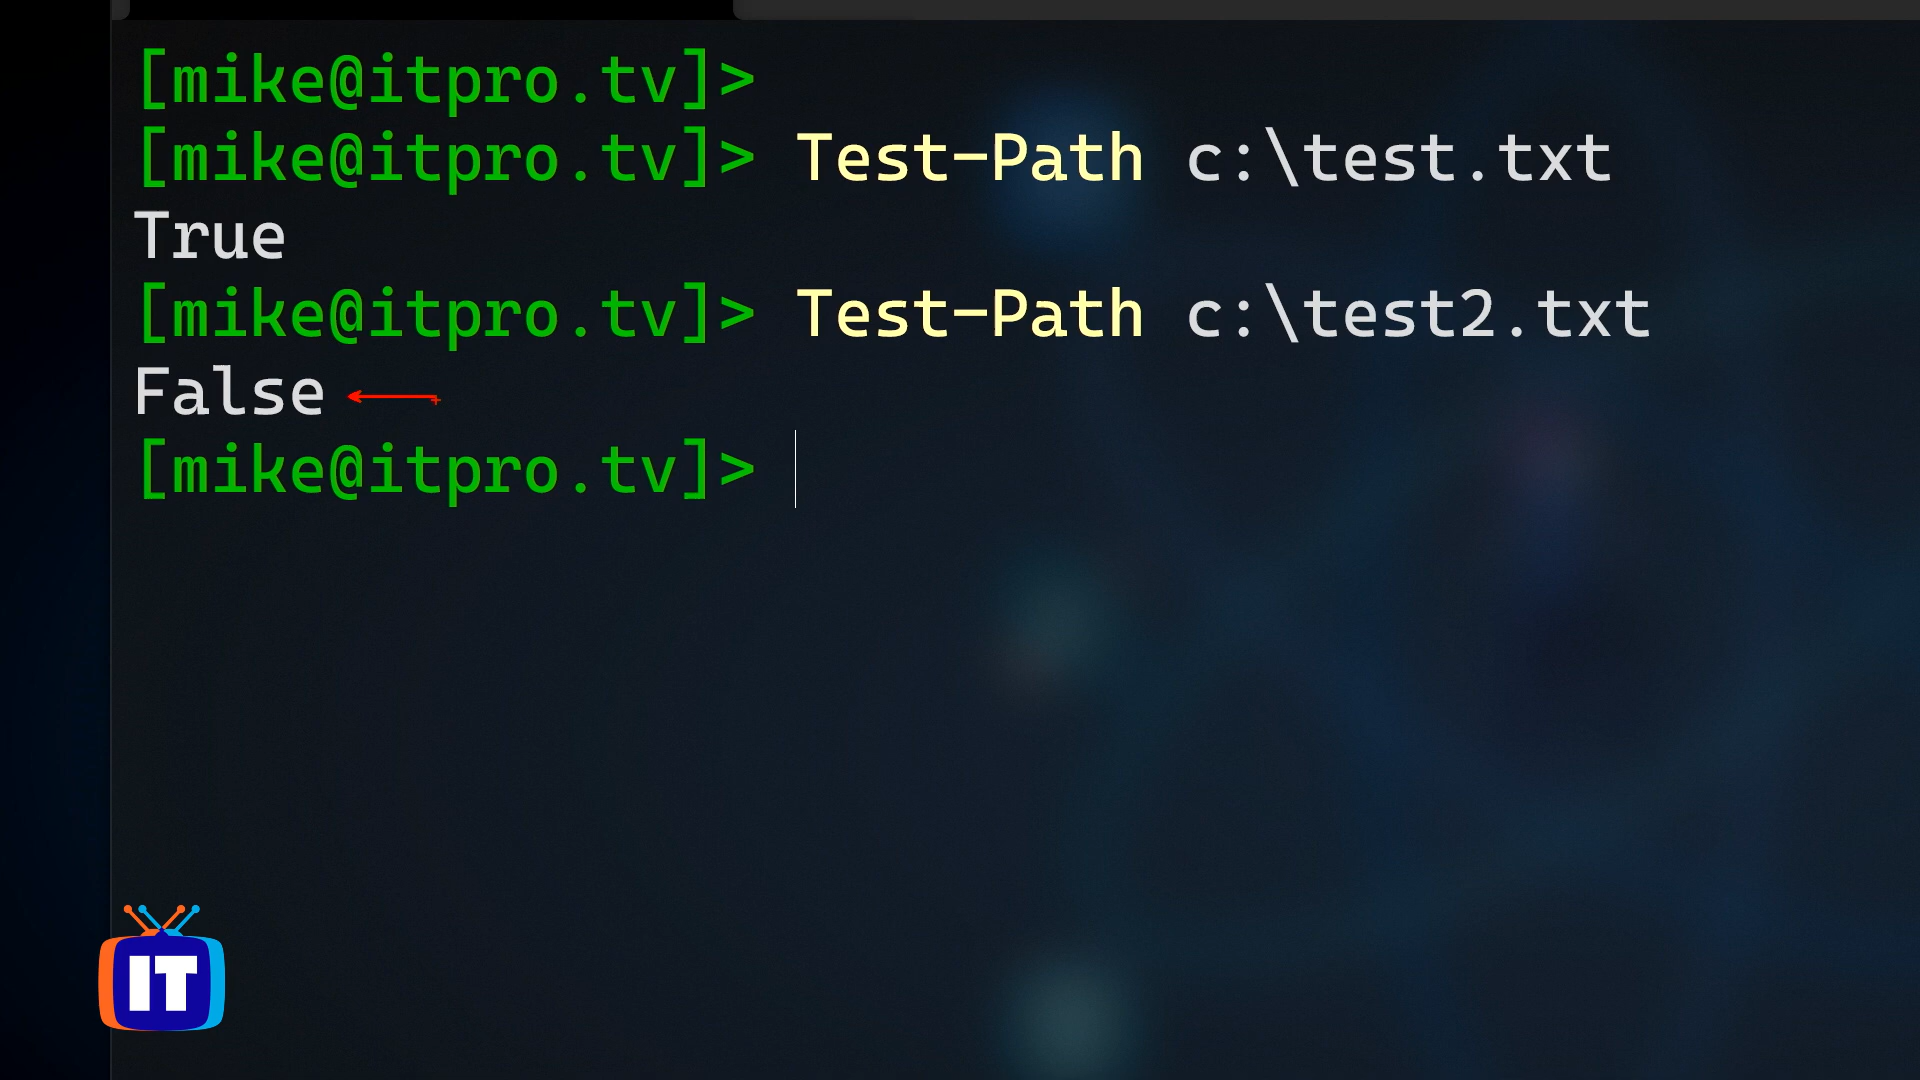 [mike@itpro.tv]>
[mike@itpro.tv]> Test-Path c:\test.txt
True
[mike@itpro.tv]> Test-Path c:\test2.txt
False
[mike@itpro.tv]>
IT